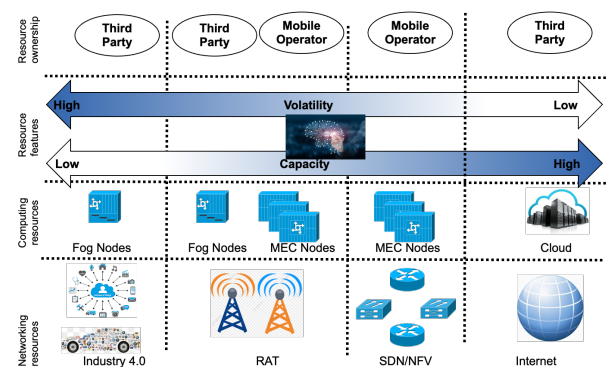 Resource
ownership
Third
Party
Third
Party
Mobile
Operator
Mobile
Operator
Third
Party
Resource
features
High
Volatility
Low
Low
Capacity
High
Computing
resources
Fog Nodes
Fog Nodes
MEC Nodes
MEC Nodes
Cloud
Networking
resources
Industry 4.0
RAT
SDN/NFV
Internet